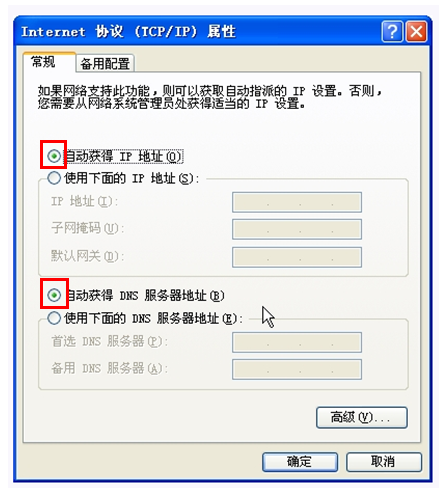 Internet 协议 (TCP/IP) 属性
常规 备用配置
如果网络支持此功能，则可以获取自动指派的 IP 设置。否则，
您需要从网络系统管理员处获得适当的 IP 设置。
自动获得 IP 地址(O)
使用下面的 IP 地址(S):
IP 地址(I):
子网掩码(U):
默认网关(D):
自动获得 DNS 服务器地址(B)
使用下面的 DNS 服务器地址(E):
首选 DNS 服务器(P):
备用 DNS 服务器(A):
高级(V)...
确定 取消